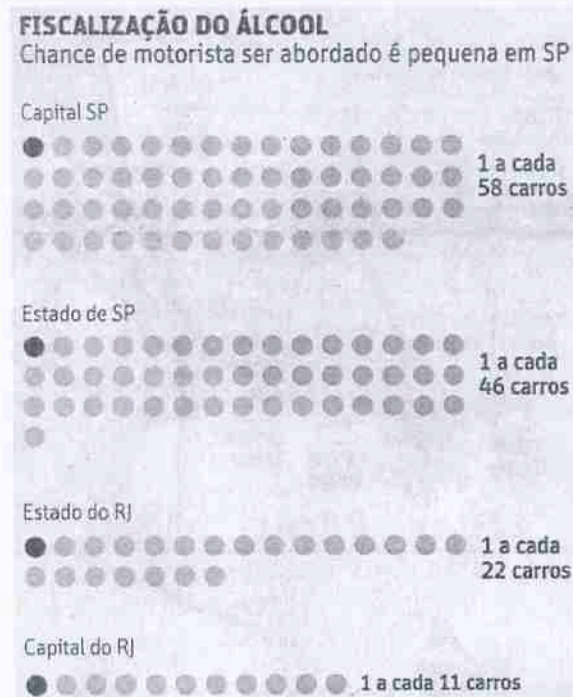 FISCALIZAÇÃO DO ÁLCOOL
Chance de motorista ser abordado é pequena em SP
Capital SP
1 a cada
58 carros
Estado de SP
1 a cada
46 carros
Estado do RJ
1 a cada
22 carros
Capital do RJ
1 a cada 11 carros